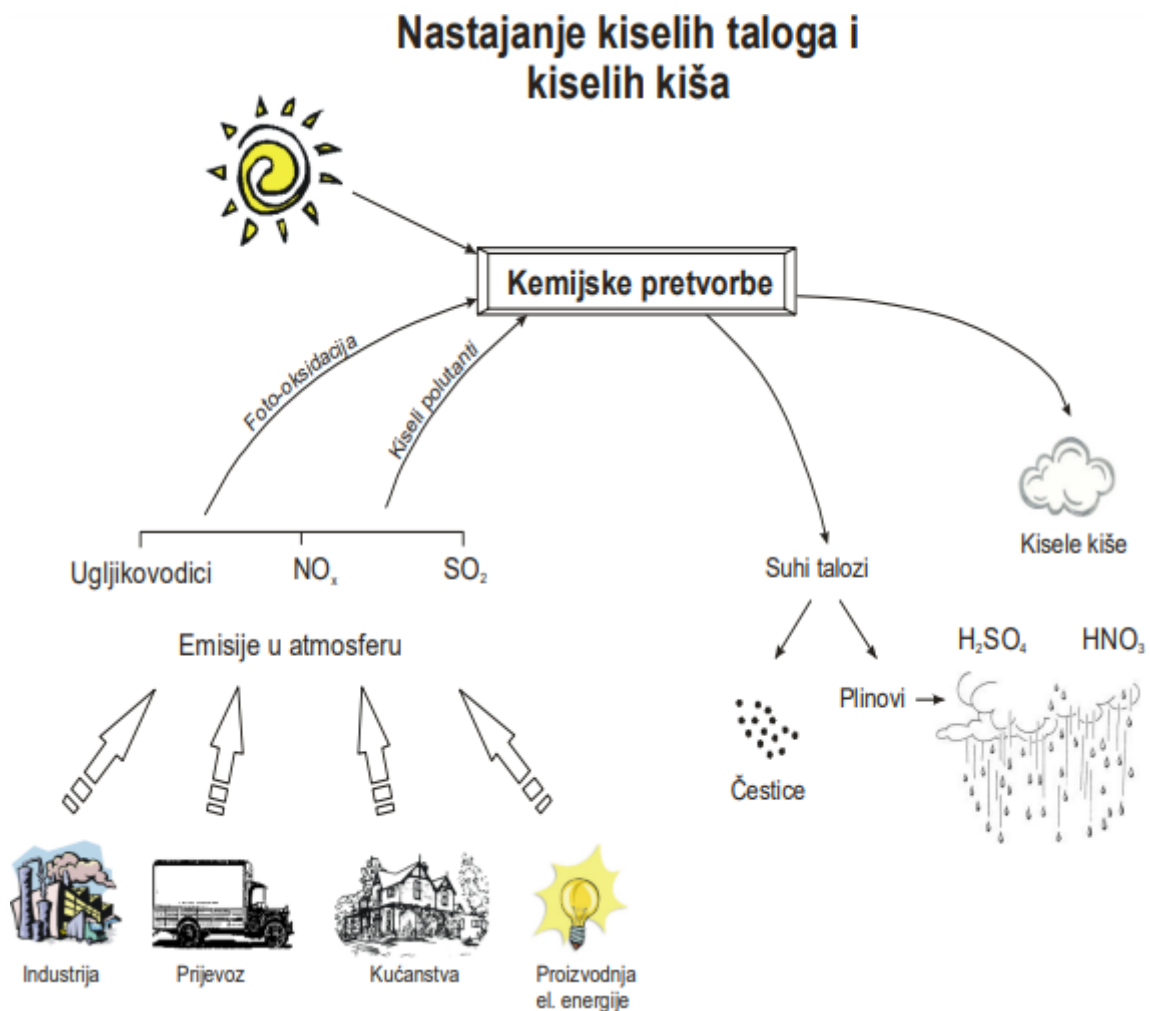 Nastajanje kiselih taloga i
kiselih kiša
Kemijske pretvorbe
Foto-oksidacija
Kiseli polutanti
Ugljikovodici
NOₓ
SO₂
Emisije u atmosferu
Kisele kiše
Suhi talozi
H₂SO₄
HNO₃
Plinovi
Čestice
Industrija
Prijevoz
Kućanstva
Proizvodnja
el. energije